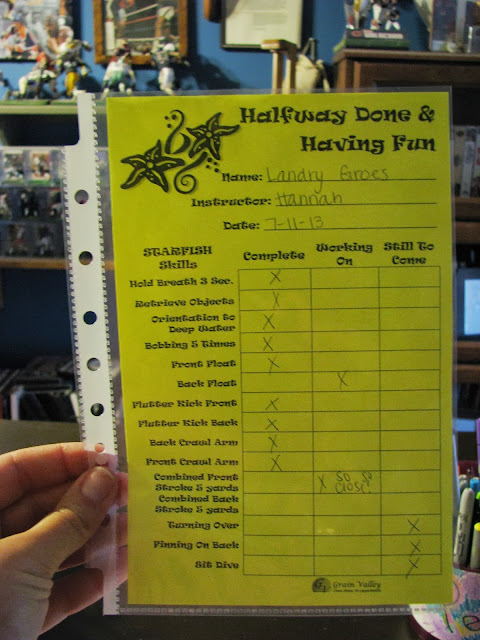 Halfway Done &
Having Fun
Name: Landry Groes
Instructor: Hannah
Date: 7-11-13
STARFISH
Skills
Complete
Working
On
Still To
Come
Hold Breath 3 Sec. X
Retrieve Objects X
Orientation to
Deep Water X
Bobbing 5 Times X
Front Float X
Back Float X
Flutter Kick Front X
Flutter Kick Back X
Back Crawl Arm X
Front Crawl Arm X
Combined Front
Stroke 5 yards X SO SO
CLOSE!
Combined Back
Stroke 5 yards
Turning Over X
Finning On Back X
Sit Dive X
Grain Valley